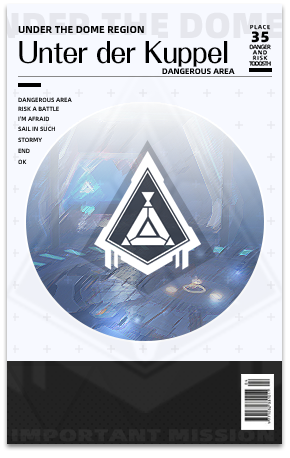 UNDER THE DOME
UNDER THE DOME REGION
Unter der Kuppel
DANGEROUS AREA
PLACE
35
DANGER
AND
RISK
DANGEROUS AREA
RISK A BATTLE
I'M AFRAID
SAIL IN SUCH
STORMY
END
OK
IMPORTANT MISSION